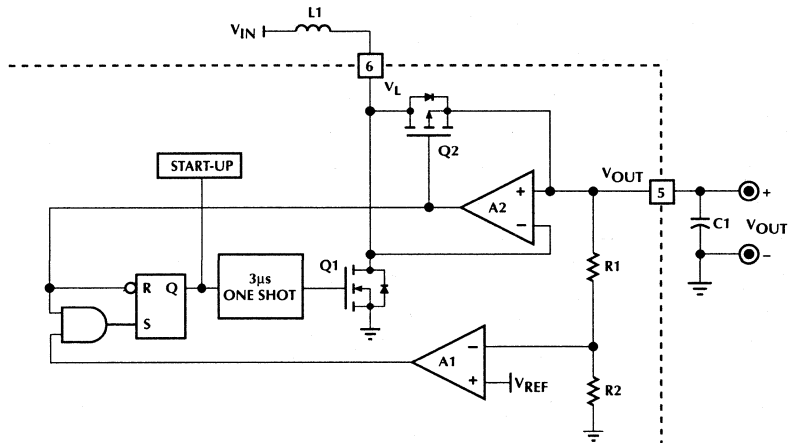 L1
VIN
6
VL
Q2
START-UP
VOUT
5
+
A2
+
−
C1
VOUT
−
Q1
R1
3µs
ONE SHOT
R Q
S
A1
−
+
VREF
R2